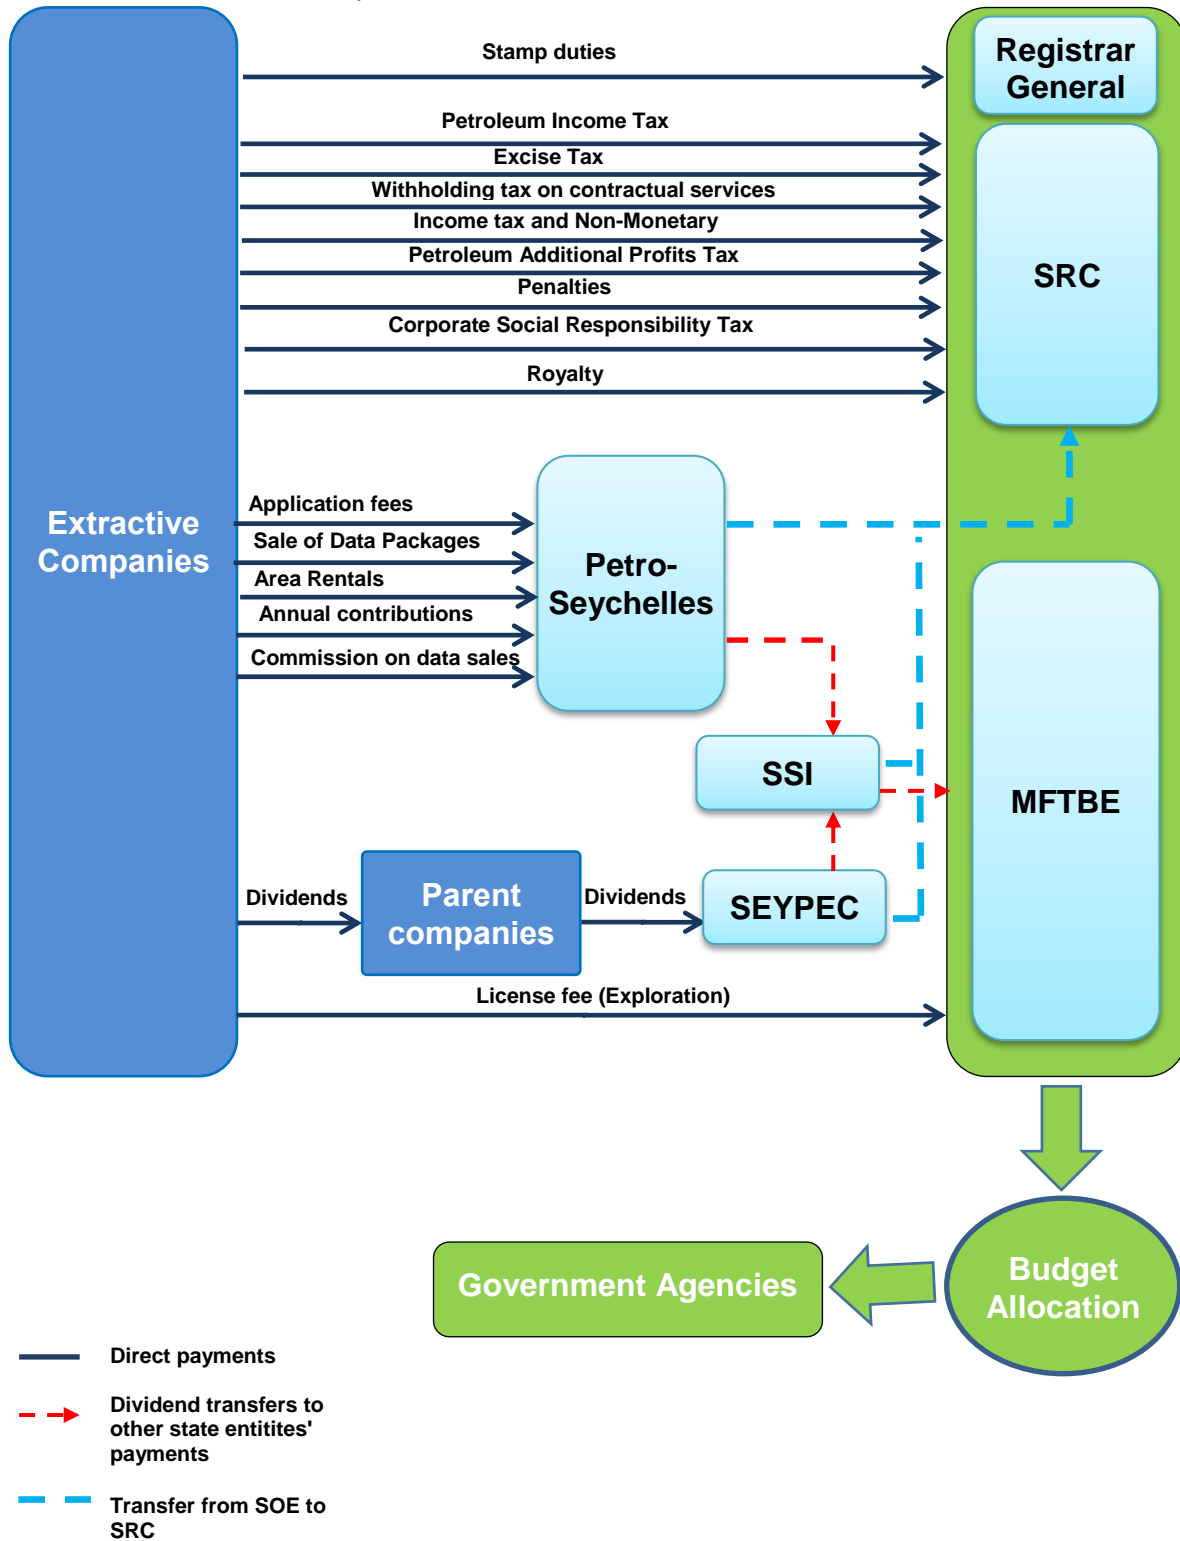 Stamp duties
Registrar
General
Petroleum Income Tax
Excise Tax
Withholding tax on contractual services
Income tax and Non-Monetary
Petroleum Additional Profits Tax
Penalties
Corporate Social Responsibility Tax
Royalty
SRC
Extractive
Companies
Application fees
Sale of Data Packages
Area Rentals
Annual contributions
Commission on data sales
Petro-
Seychelles
SSI
MFTBE
Dividends
Parent
companies
Dividends
SEYPEC
License fee (Exploration)
Budget
Allocation
Government Agencies
Direct payments
Dividend transfers to
other state entitites'
payments
Transfer from SOE to
SRC